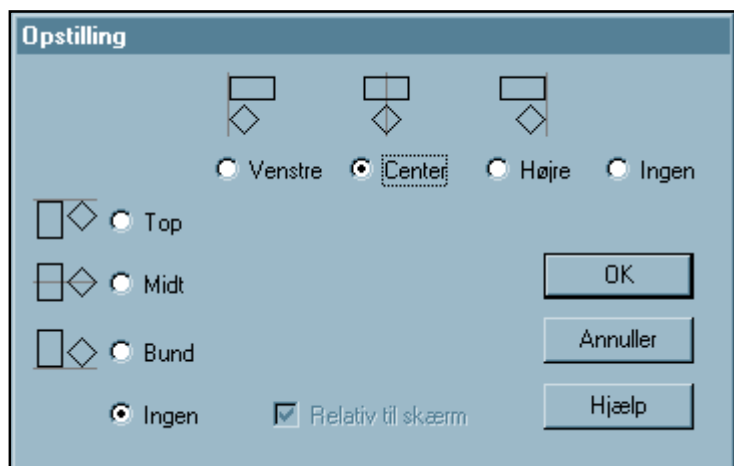 Opstilling
Venstre Center Højre Ingen
Top
Midt
OK
Bund
Annuller
Ingen
Relativ til skærm
Hjælp